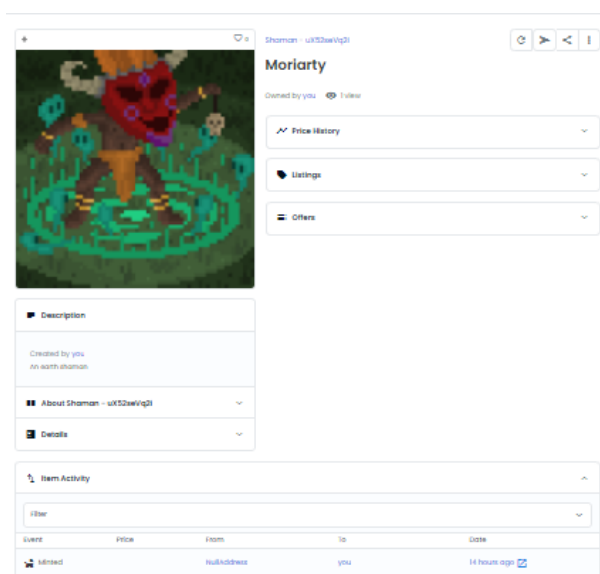 0
Shaman - uX52seVq2i
Moriarty
Owned by you 1 view
Price History
Listings
Offers
Description
Created by you
An earth shaman
About Shaman - uX52seVq2i
Details
Item Activity
Filter
Event Price From To Date
Minted NullAddress you 14 hours ago